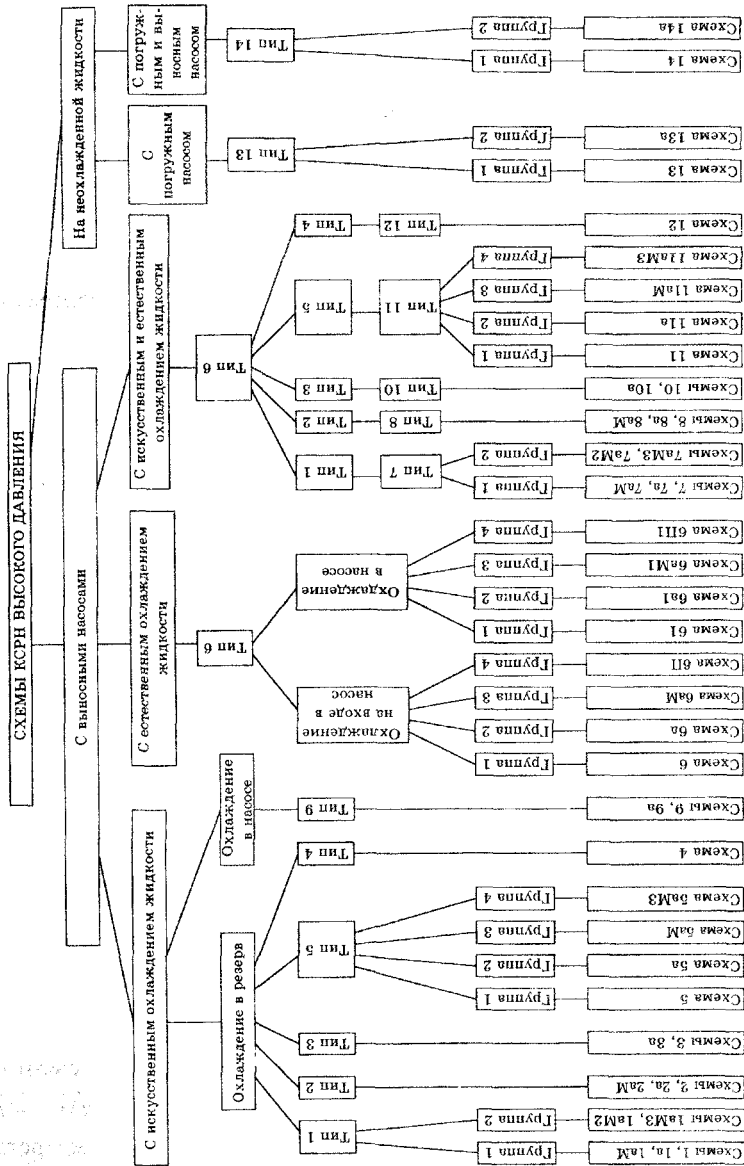 СХЕМЫ КСРН ВЫСОКОГО ДАВЛЕНИЯ
С выносными насосами
На неохлажденной жидкости
С искусственным охлаждением жидкости
С естественным охлаждением
жидкости
С искусственным и естественным
охлаждением жидкости
С
погружным
насосом
С погруж-
ным и вы-
носным
насосом
Охлаждение в резерв
Охлаждение
в насосе
Тип 6
Тип 6
Тип 13
Тип 14
Тип 1
Тип 2
Тип 3
Тип 5
Тип 4
Тип 9
Охлаждение
на входе в
насос
Охлаждение
в насосе
Тип 1
Тип 2
Тип 3
Тип 5
Тип 4
Тип 7
Тип 8
Тип 10
Тип 11
Тип 12
Группа 1
Группа 2
Группа 1
Группа 2
Группа 3
Группа 4
Группа 1
Группа 2
Группа 3
Группа 4
Группа 1
Группа 2
Группа 3
Группа 4
Группа 1
Группа 2
Группа 1
Группа 2
Группа 3
Группа 4
Группа 1
Группа 2
Группа 1
Группа 2
Схемы 1, 1а, 1аМ
Схемы 1аМ3, 1аМ2
Схемы 2, 2а, 2аМ
Схемы 3, 3а
Схема 5
Схема 5а
Схема 5аМ
Схема 5аМ3
Схема 4
Схемы 9, 9а
Схема 6
Схема 6а
Схема 6аМ
Схема 6П
Схема 61
Схема 6а1
Схема 6аМ1
Схема 6П1
Схемы 7, 7а, 7аМ
Схемы 7аМ3, 7аМ2
Схемы 8, 8а, 8аМ
Схемы 10, 10а
Схема 11
Схема 11а
Схема 11аМ
Схема 11аМ3
Схема 12
Схема 13
Схема 13а
Схема 14
Схема 14а